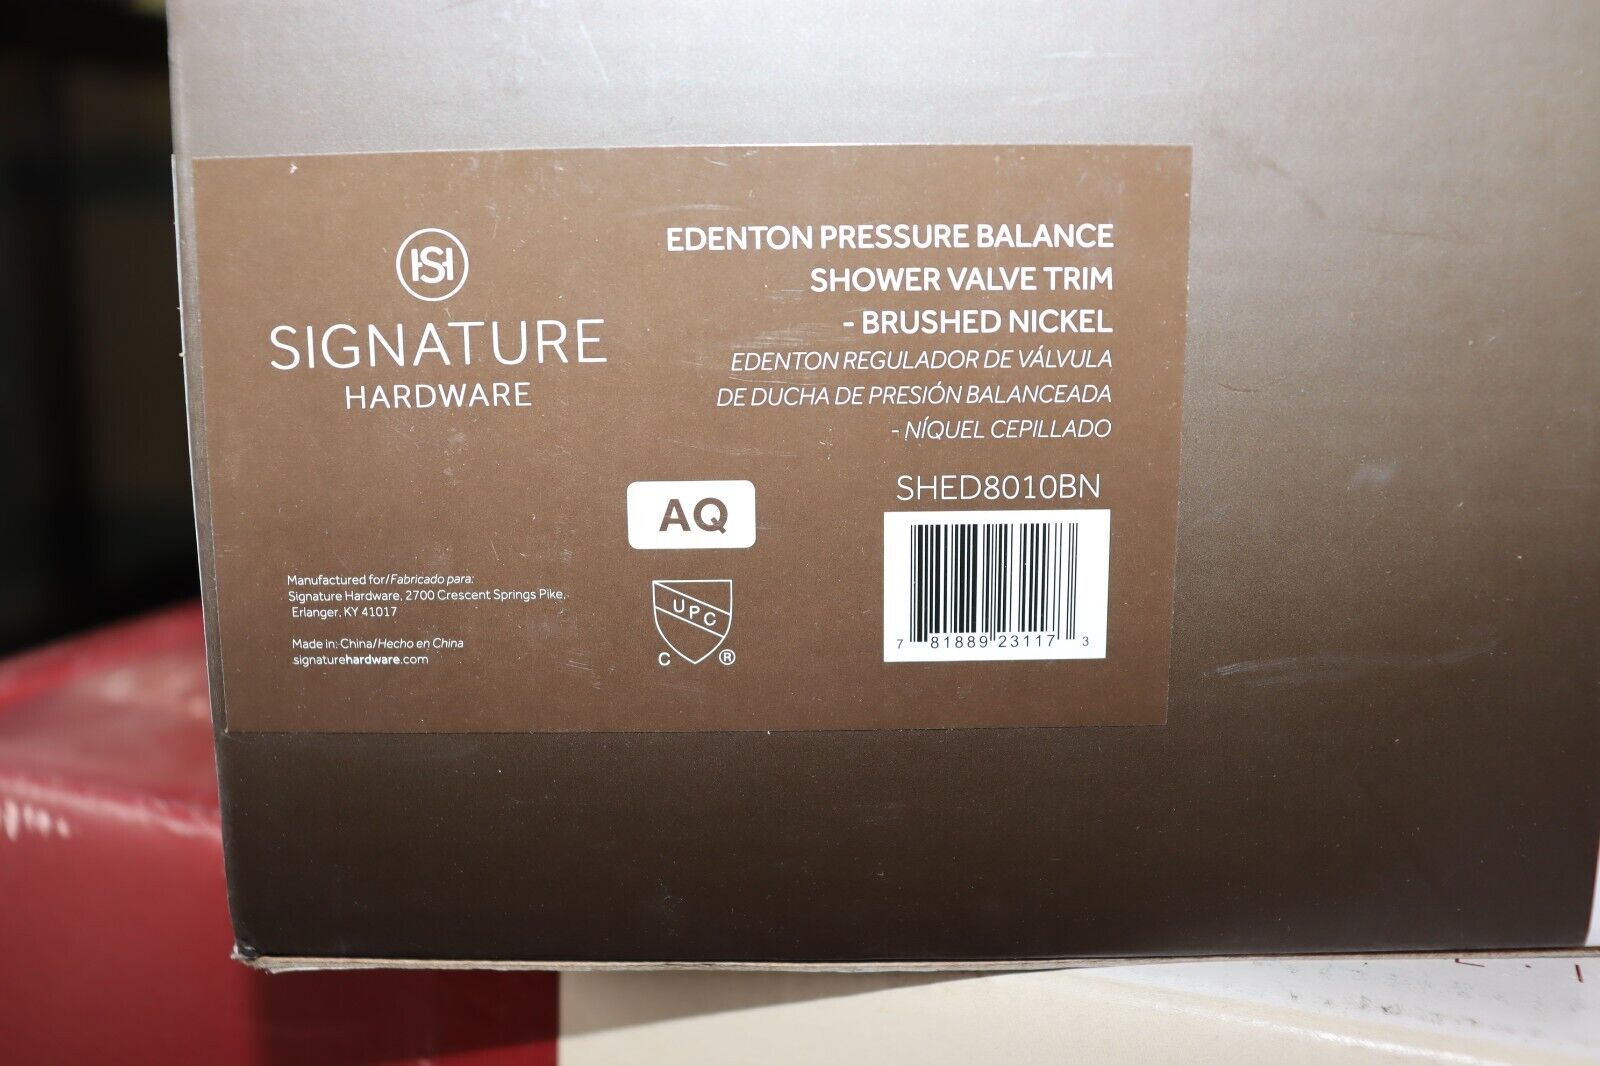 SH
SIGNATURE
HARDWARE
EDENTON PRESSURE BALANCE
SHOWER VALVE TRIM
- BRUSHED NICKEL
EDENTON REGULADOR DE VÁLVULA
DE DUCHA DE PRESIÓN BALANCEADA
- NÍQUEL CEPILLADO
SHED8010BN
7 81889 23117 3
AQ
UPC
C ®
Manufactured for/Fabricado para:
Signature Hardware, 2700 Crescent Springs Pike,
Erlanger, KY 41017
Made in: China/Hecho en China
signaturehardware.com